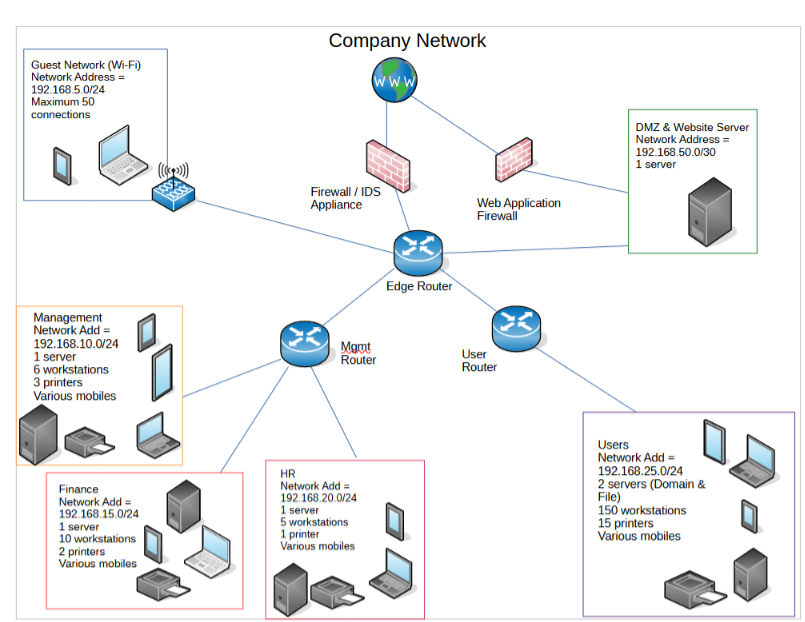 Company Network
Guest Network (Wi-Fi)
Network Address =
192.168.5.0/24
Maximum 50
connections
WWW
DMZ & Website Server
Network Address =
192.168.50.0/30
1 server
Firewall / IDS
Appliance
Web Application
Firewall
Edge Router
Management
Network Add =
192.168.10.0/24
1 server
6 workstations
3 printers
Various mobiles
Mgmt
Router
User
Router
Finance
Network Add =
192.168.15.0/24
1 server
10 workstations
2 printers
Various mobiles
HR
Network Add =
192.168.20.0/24
1 server
5 workstations
1 printer
Various mobiles
Users
Network Add =
192.168.25.0/24
2 servers (Domain &
File)
150 workstations
15 printers
Various mobiles